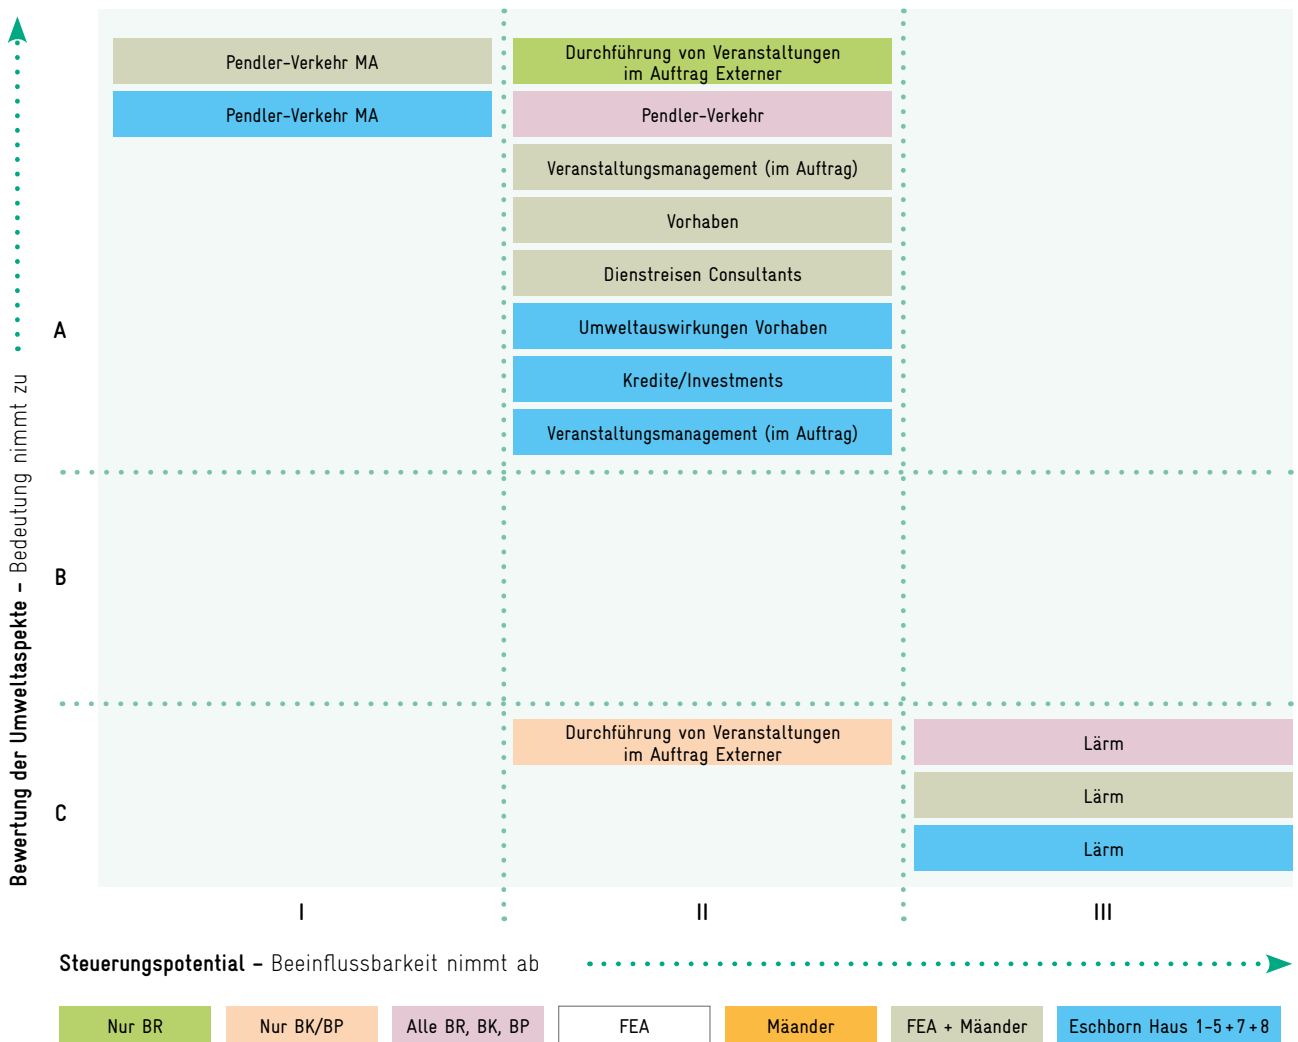 Bewertung der Umweltaspekte – Bedeutung nimmt zu
A
B
C
Pendler-Verkehr MA
Pendler-Verkehr MA
Durchführung von Veranstaltungen
im Auftrag Externer
Pendler-Verkehr
Veranstaltungsmanagement (im Auftrag)
Vorhaben
Dienstreisen Consultants
Umweltauswirkungen Vorhaben
Kredite/Investments
Veranstaltungsmanagement (im Auftrag)
Durchführung von Veranstaltungen
im Auftrag Externer
Lärm
Lärm
Lärm
I
II
III
Steuerungspotential – Beeinflussbarkeit nimmt ab
Nur BR
Nur BK/BP
Alle BR, BK, BP
FEA
Mäander
FEA + Mäander
Eschborn Haus 1-5+7+8